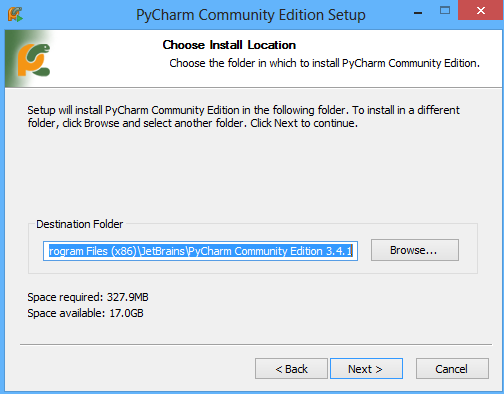 PyCharm Community Edition Setup
Choose Install Location
Choose the folder in which to install PyCharm Community Edition.
Setup will install PyCharm Community Edition in the following folder. To install in a different
folder, click Browse and select another folder. Click Next to continue.
Destination Folder
rogram Files (x86)\JetBrains\PyCharm Community Edition 3.4.1
Browse...
Space required: 327.9MB
Space available: 17.0GB
< Back
Next >
Cancel